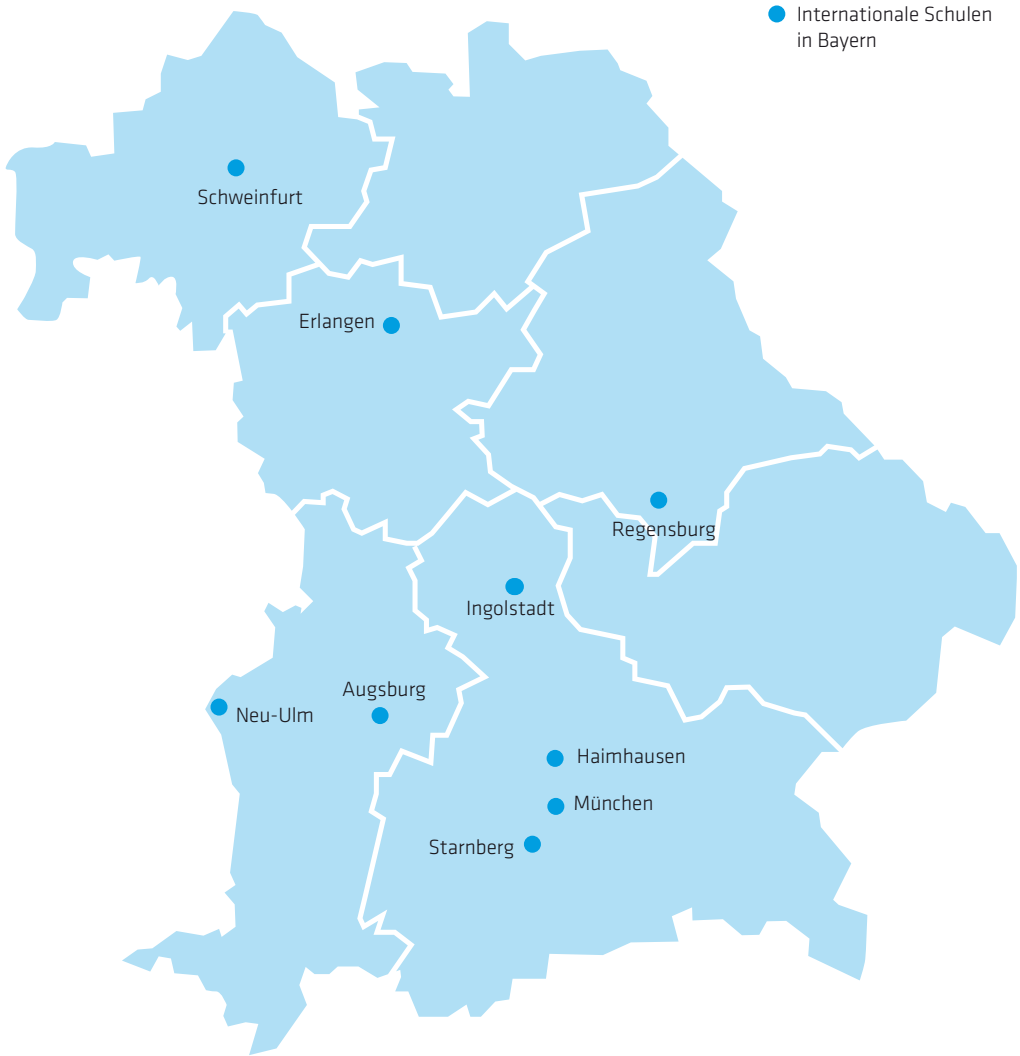 Internationale Schulen
in Bayern
Schweinfurt
Erlangen
Regensburg
Ingolstadt
Augsburg
Neu-Ulm
Haimhausen
München
Starnberg